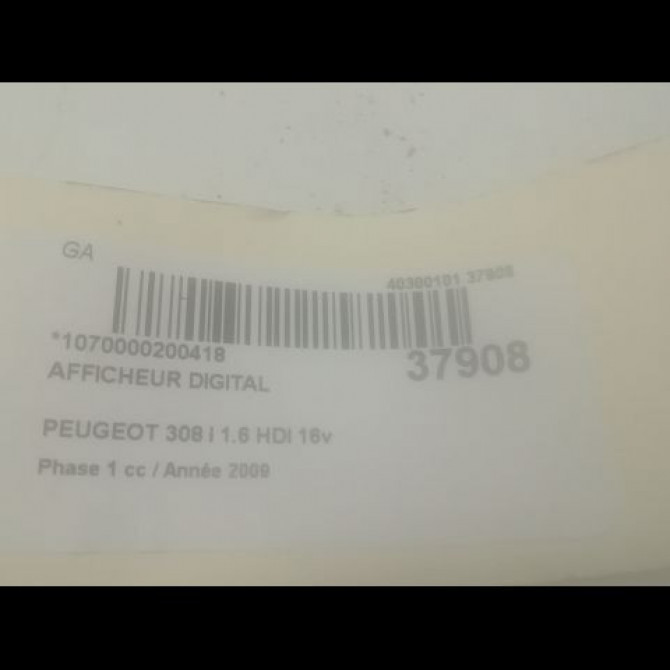 GA
40300101 37908
*1070000200418
37908
AFFICHEUR DIGITAL
PEUGEOT 308 I 1.6 HDI 16v
Phase 1 cc / Année 2009